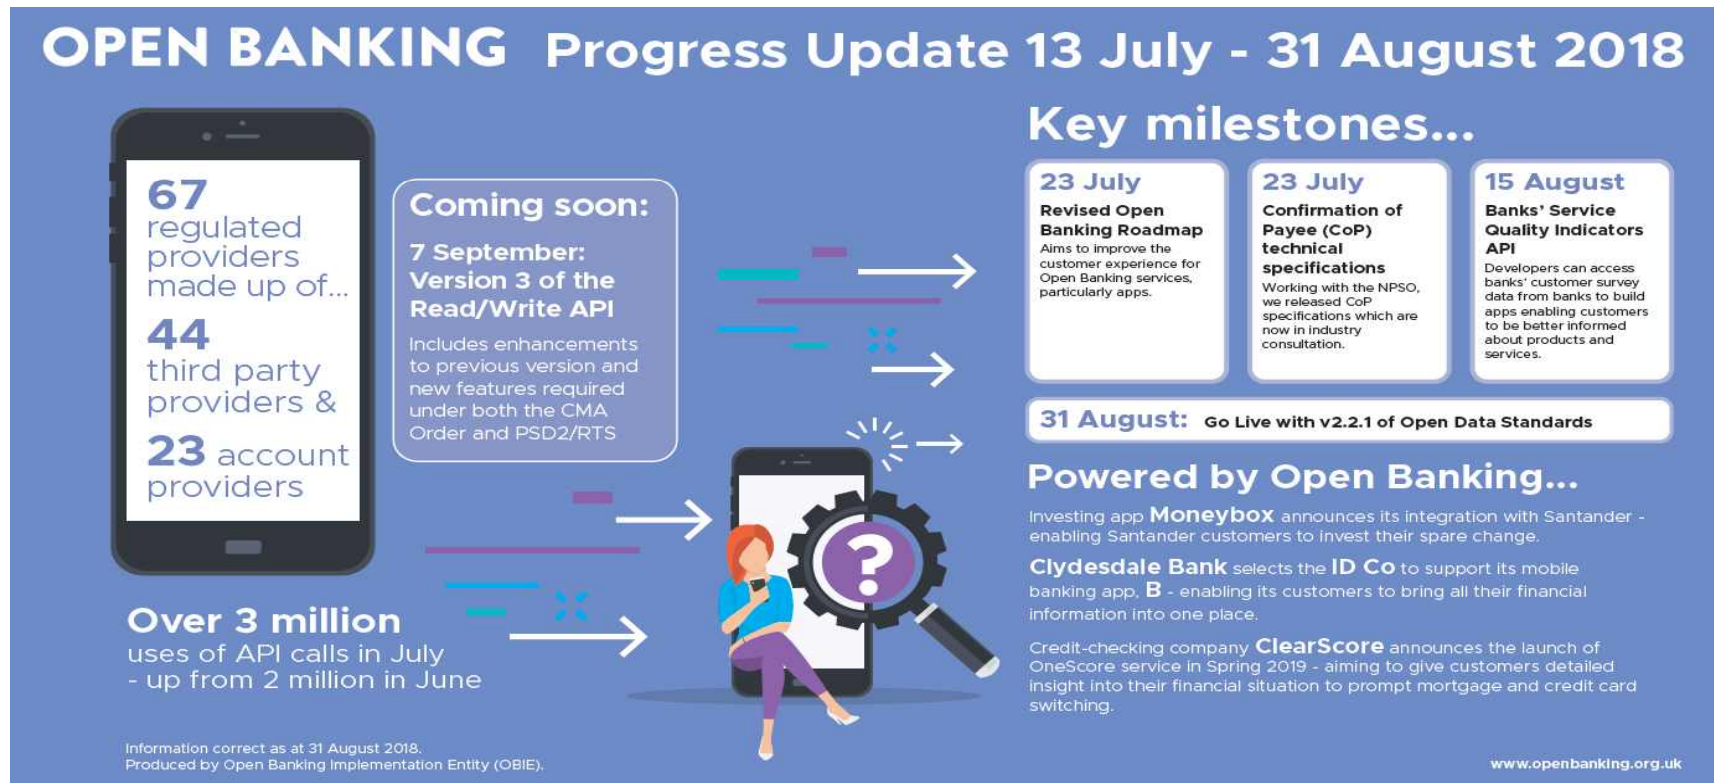 OPEN BANKING Progress Update 13 July - 31 August 2018
67
regulated
providers
made up of...
44
third party
providers &
23 account
providers
Over 3 million
uses of API calls in July
- up from 2 million in June
Coming soon:
7 September:
Version 3 of the
Read/Write API
Includes enhancements
to previous version and
new features required
under both the CMA
Order and PSD2/RTS
?
Key milestones...
23 July
Revised Open
Banking Roadmap
Aims to improve the
customer experience for
Open Banking services,
particularly apps.
23 July
Confirmation of
Payee (CoP)
technical
specifications
Working with the NPSO,
we released CoP
specifications which are
now in industry
consultation.
15 August
Banks' Service
Quality Indicators
API
Developers can access
banks' customer survey
data from banks to build
apps enabling customers
to be better informed
about products and
services.
31 August: Go Live with v2.2.1 of Open Data Standards
Powered by Open Banking...
Investing app Moneybox announces its integration with Santander -
enabling Santander customers to invest their spare change.
Clydesdale Bank selects the ID Co to support its mobile
banking app, B - enabling its customers to bring all their financial
information into one place.
Credit-checking company ClearScore announces the launch of
OneScore service in Spring 2019 - aiming to give customers detailed
insight into their financial situation to prompt mortgage and credit card
switching.
Information correct as at 31 August 2018.
Produced by Open Banking Implementation Entity (OBIE).
www.openbanking.org.uk